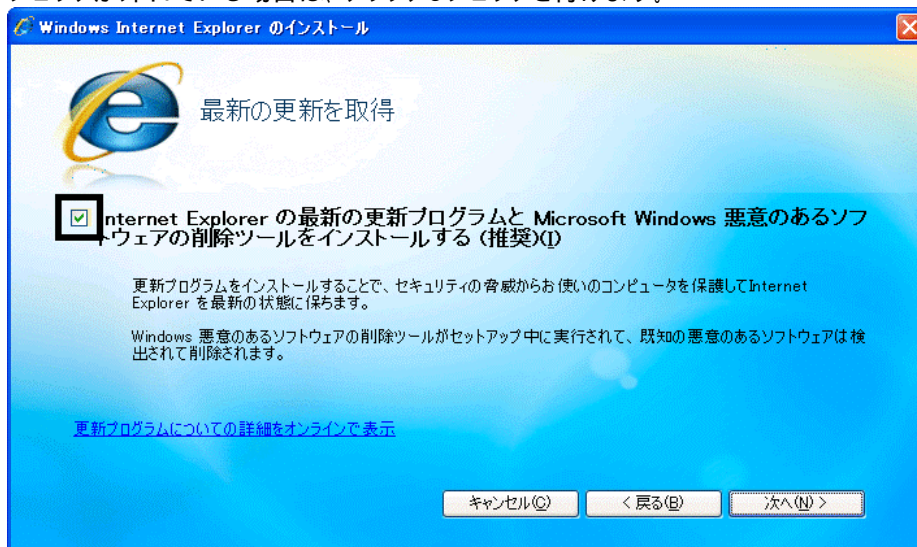 Windows Internet Explorer のインストール
最新の更新を取得
nternet Explorer の最新の更新プログラムと Microsoft Windows 悪意のあるソフ
トウェアの削除ツールをインストールする (推奨)(I)
更新プログラムをインストールすることで、セキュリティの脅威からお使いのコンピュータを保護してInternet
Explorer を最新の状態に保ちます。
Windows 悪意のあるソフトウェアの削除ツールがセットアップ中に実行されて、既知の悪意のあるソフトウェアは検
出されて削除されます。
更新プログラムについての詳細をオンラインで表示
キャンセル(C)
< 戻る(B)
次へ(N) >